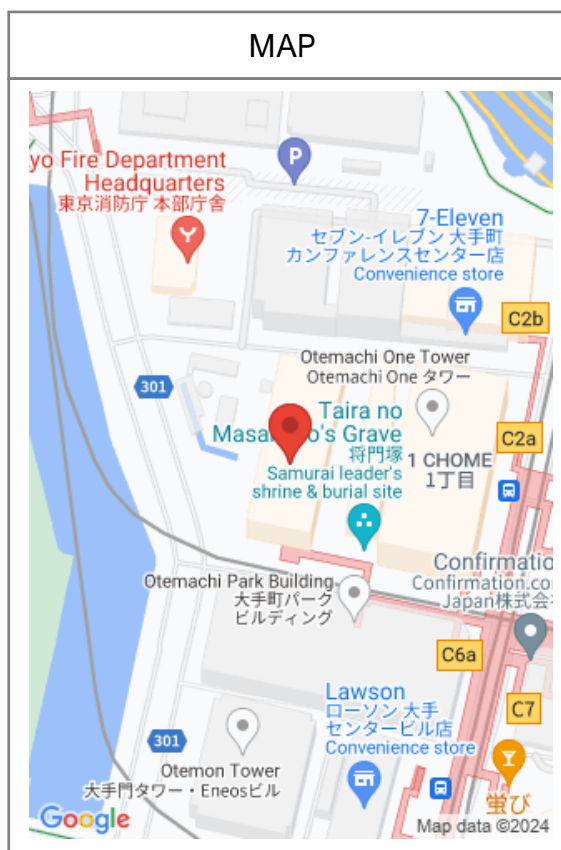 MAP
P
yo Fire Department
Headquarters
東京消防庁 本部庁舎
7-Eleven
セブン-イレブン 大手町
カンファレンスセンター店
Convenience store
C2b
Otemachi One Tower
Otemachi One タワー
301
Taira no
Masa o's Grave
将門塚
Samurai leader's
shrine & burial site
C2a
1 CHOME
1丁目
Confirmatio
Confirmation.co
Japan株式会
Otemachi Park Building
大手町パーク
ビルディング
C6a
C7
Lawson
ローソン 大手
センタービル店
Convenience store
301
Otemon Tower
大手門タワー・Eneosビル
蛍び
Google
Map data ©2024